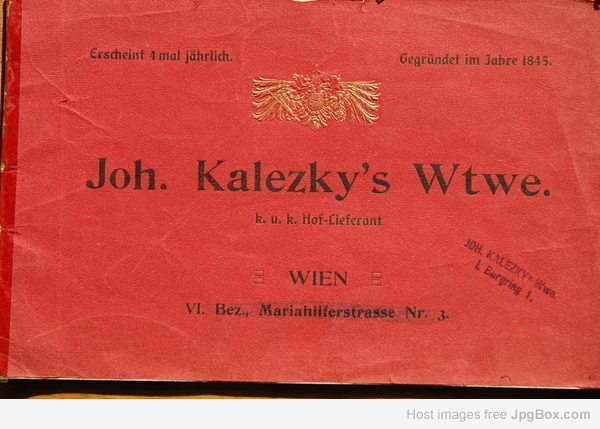 Erscheint 4 mal jährlich.
Gegründet im Jahre 1845.
Joh. Kalezky's Wtwe.
k. u. k. Hof-Lieferant
WIEN
JOH. KALEZKY's Wwe.
I. Burgring 1.
VI. Bez., Mariahilferstrasse Nr. 3.
Host images free JpgBox.com